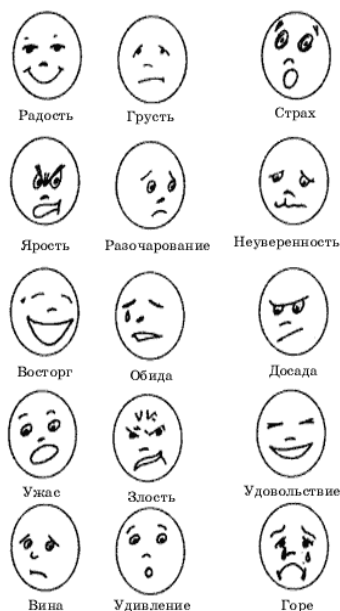 Радость Грусть Страх
Ярость Разочарование Неуверенность
Восторг Обида Досада
Ужас Злость Удовольствие
Вина Удивление Горе